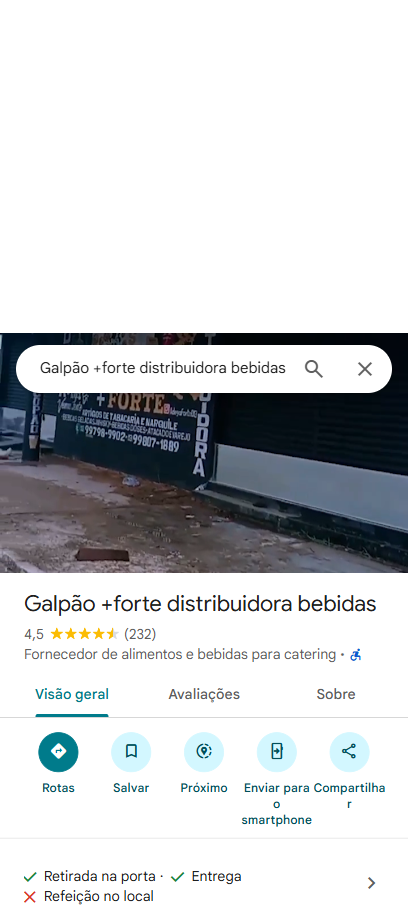 Galpão +forte distribuidora bebidas
+ FORTE
ARTIGOS DE TABACARIA E NARGUILE
99798-9902 99807-1889
Galpão +forte distribuidora bebidas
4,5 (232)
Fornecedor de alimentos e bebidas para catering ·
Visão geral Avaliações Sobre
Rotas Salvar Próximo Enviar para o smartphone Compartilhar
Retirada na porta · Entrega
Refeição no local